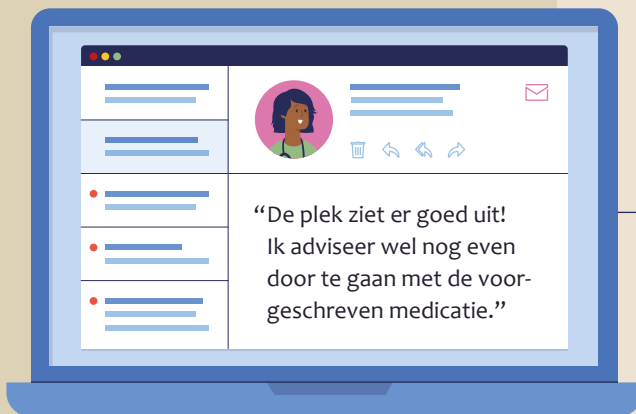 “De plek ziet er goed uit!
Ik adviseer wel nog even
door te gaan met de voor-
geschreven medicatie.”